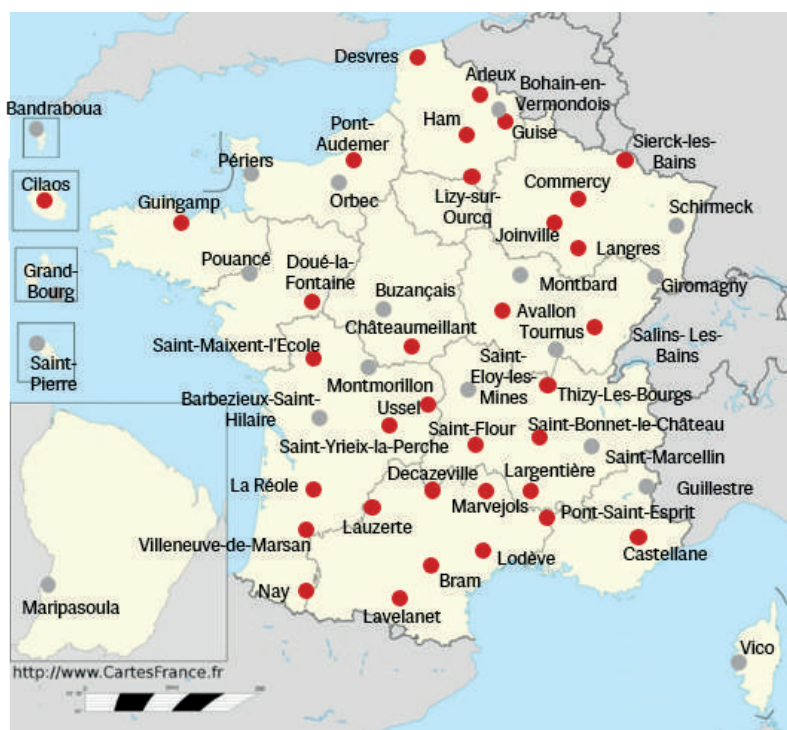 Desvres
Arleux
Bohain-en-
Vermondois
Bandraboua
Pont-
Audemer
Ham
Guise
Sierck-les-
Bains
Périers
Cilaos
Orbec
Lizy-sur-
Ourcq
Commercy
Guingamp
Schirmeck
Joinville
Langres
Pouancé
Doué-la-
Fontaine
Grand-
Bourg
Buzançais
Montbard
Giromagny
Avallon
Tournus
Châteaumeillant
Saint-Maixent-l'Ecole
Salins- Les-
Bains
Saint-
Pierre
Saint-
Eloy-les-
Mines
Montmorillon
Thizy-Les-Bourgs
Barbezieux-Saint-
Hilaire
Ussel
Saint-Flour
Saint-Bonnet-le-Château
Saint-Yrieix-la-Perche
Saint-Marcellin
Decazeville
Largentière
La Réole
Guillestre
Marvejols
Pont-Saint-Esprit
Lauzerte
Villeneuve-de-Marsan
Castellane
Lodève
Bram
Nay
Maripasoula
Lavelanet
Vico
http://www.CartesFrance.fr